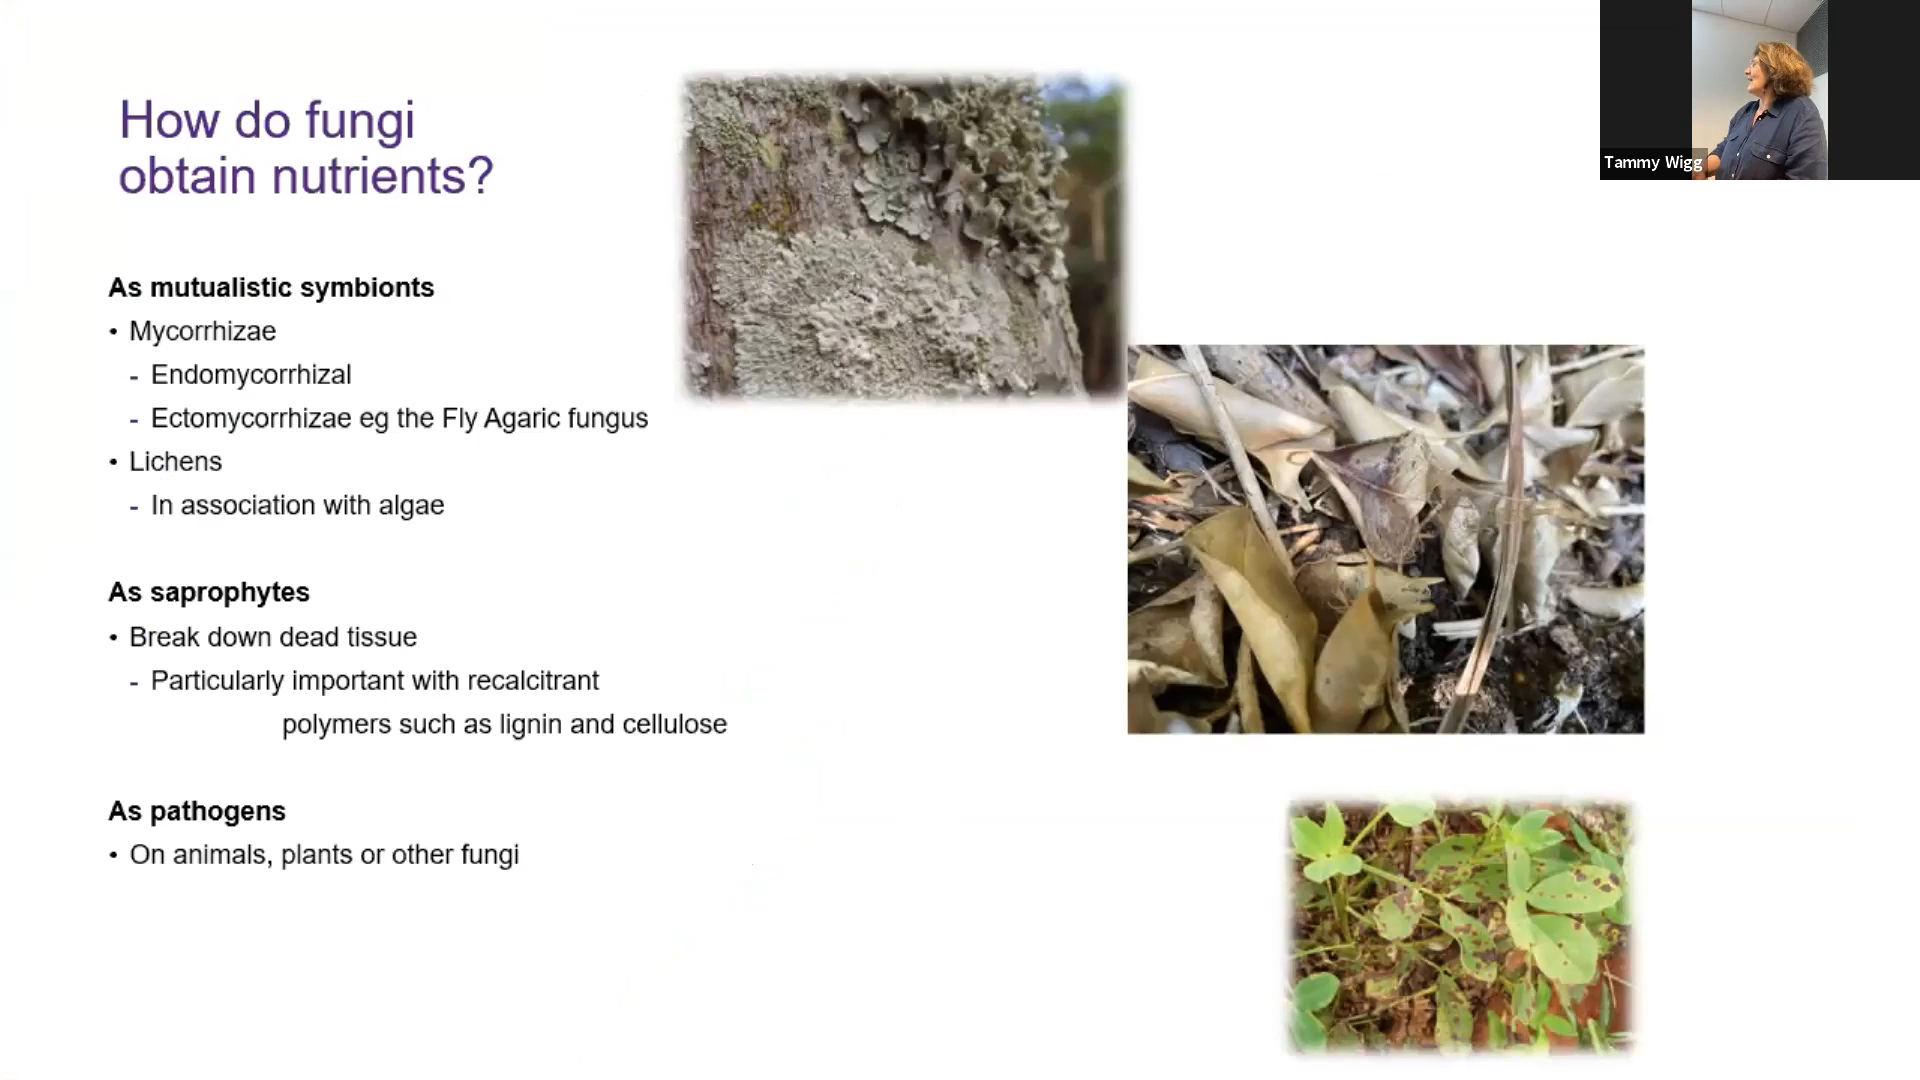 How do fungi
obtain nutrients?
As mutualistic symbionts
• Mycorrhizae
- Endomycorrhizal
- Ectomycorrhizae eg the Fly Agaric fungus
• Lichens
- In association with algae
As saprophytes
• Break down dead tissue
- Particularly important with recalcitrant
polymers such as lignin and cellulose
As pathogens
• On animals, plants or other fungi
Tammy Wigg